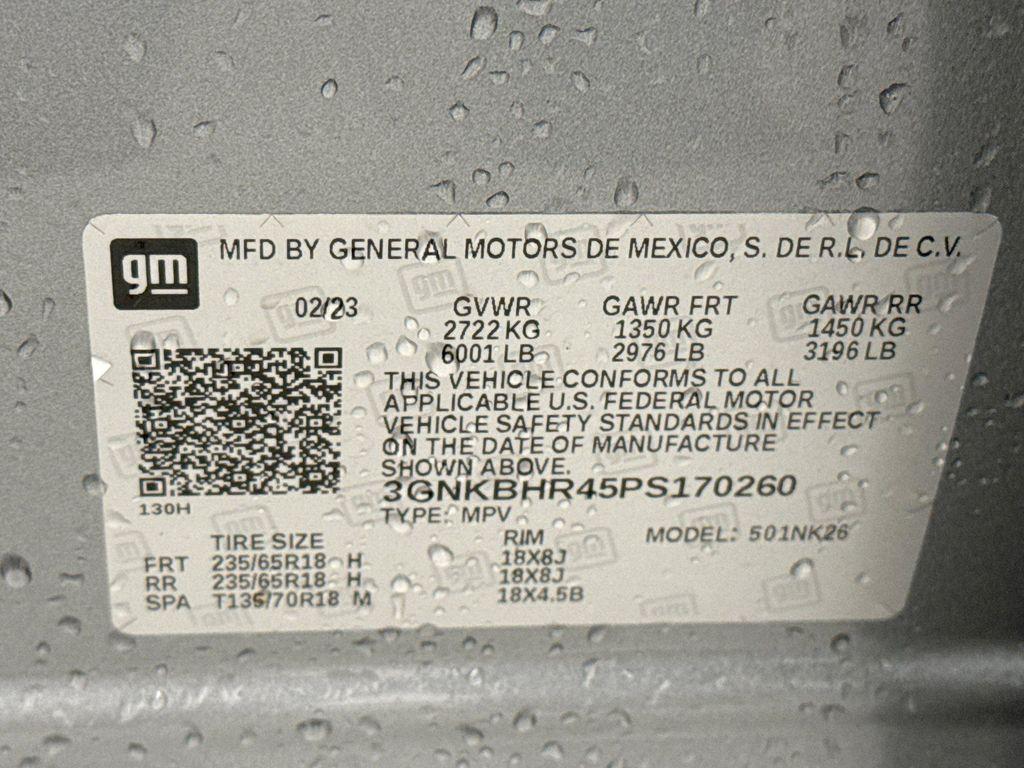 gm
MFD BY GENERAL MOTORS DE MEXICO, S. DE R.L. DE C.V.
02/23 GVWR GAWR FRT GAWR RR
2722 KG 1350 KG 1450 KG
6001 LB 2976 LB 3196 LB
THIS VEHICLE CONFORMS TO ALL
APPLICABLE U.S. FEDERAL MOTOR
VEHICLE SAFETY STANDARDS IN EFFECT
ON THE DATE OF MANUFACTURE
SHOWN ABOVE.
3GNKBHR45PS170260
130H
TYPE: MPV
TIRE SIZE RIM MODEL: 501NK26
FRT 235/65R18 H 18X8J
RR 235/65R18 H 18X8J
SPA T135/70R18 M 18X4.5B